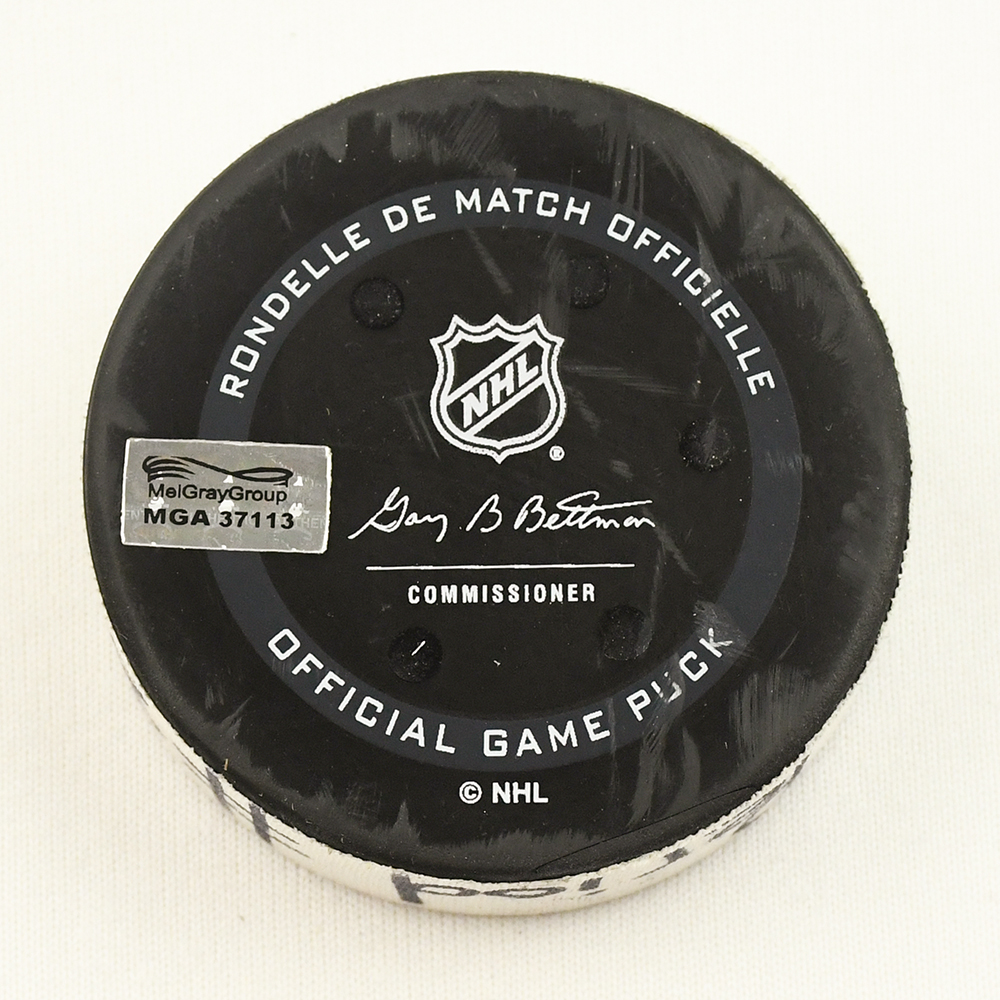 RONDELLE DE MATCH OFFICIELLE
NHL
®
MeiGrayGroup
MGA 37113
Gary B Bettman
COMMISSIONER
OFFICIAL GAME PUCK
© NHL